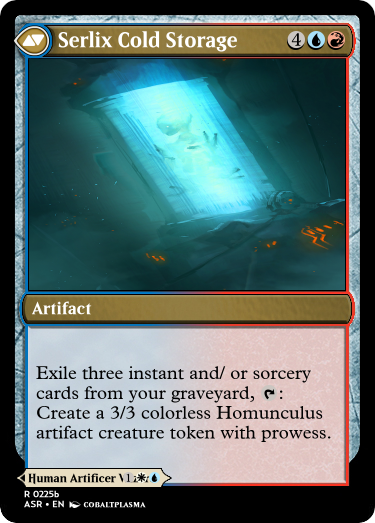 Serlix Cold Storage 4
Artifact
Exile three instant and/ or sorcery
cards from your graveyard, :
Create a 3/3 colorless Homunculus
artifact creature token with prowess.
Human Artificer
R 0225b
ASR • EN COBALTPLASMA